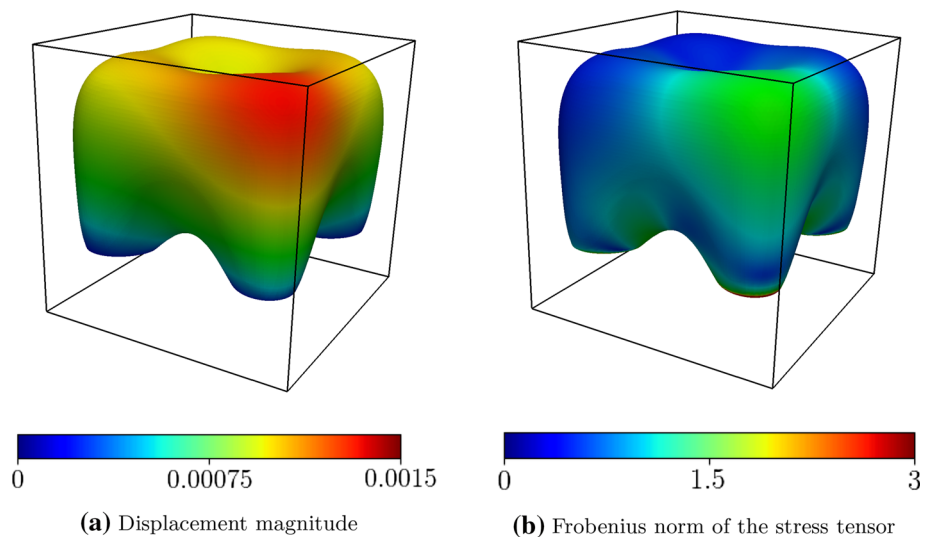 0 0.00075 0.0015
0 1.5 3
(a) Displacement magnitude
(b) Frobenius norm of the stress tensor